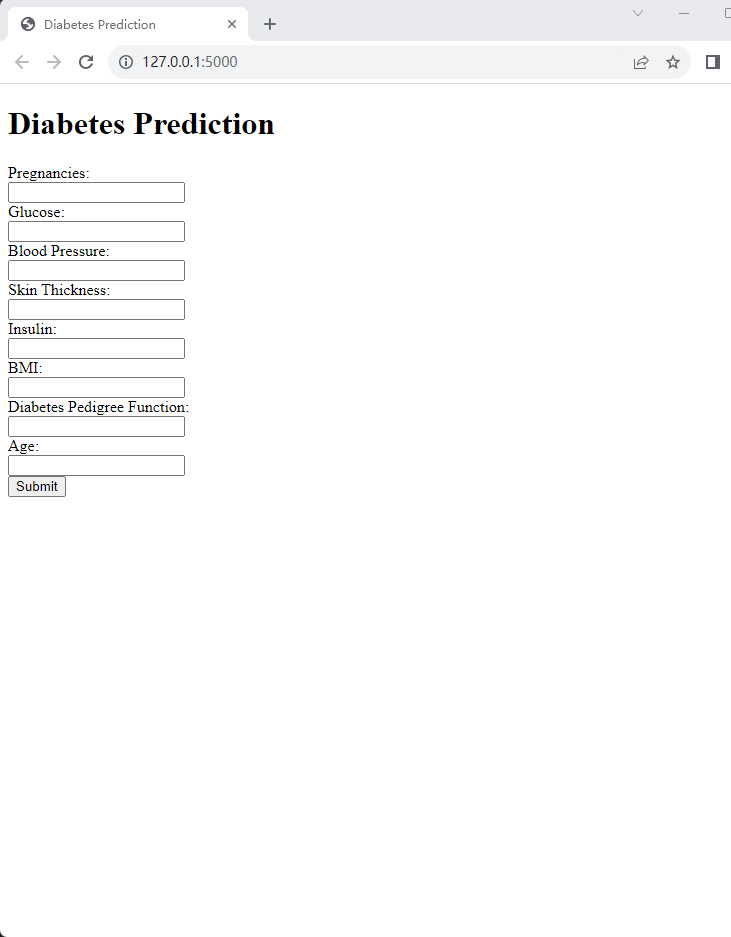 Diabetes Prediction
127.0.0.1:5000
Diabetes Prediction
Pregnancies:
Glucose:
Blood Pressure:
Skin Thickness:
Insulin:
BMI:
Diabetes Pedigree Function:
Age:
Submit